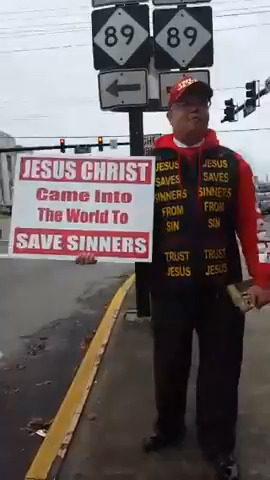 89 89
JESUS CHRIST
Came Into
The World To
SAVE SINNERS
JESUS JESUS
SAVES SAVES
SINNERS SINNERS
FROM FROM
SIN SIN
TRUST TRUST
JESUS JESUS